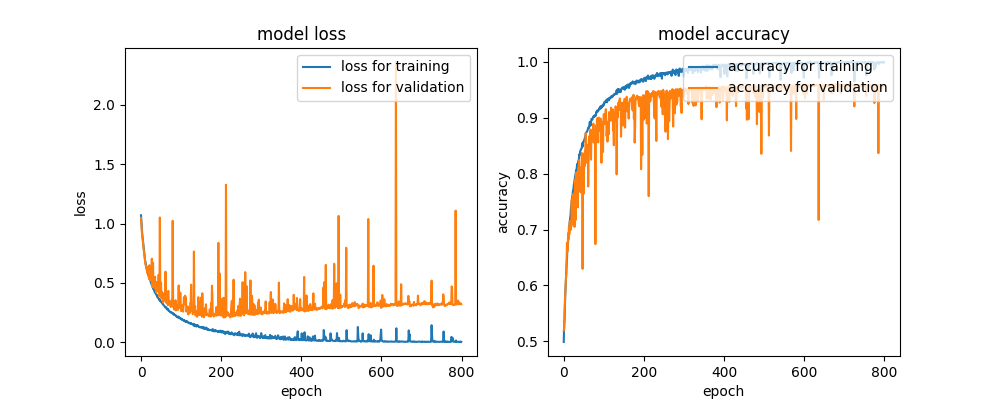 model loss
loss for training
loss for validation
2.0
1.5
1.0
0.5
0.0
loss
0 200 400 600 800
epoch
model accuracy
accuracy for training
accuracy for validation
1.0
0.9
0.8
0.7
0.6
0.5
accuracy
0 200 400 600 800
epoch